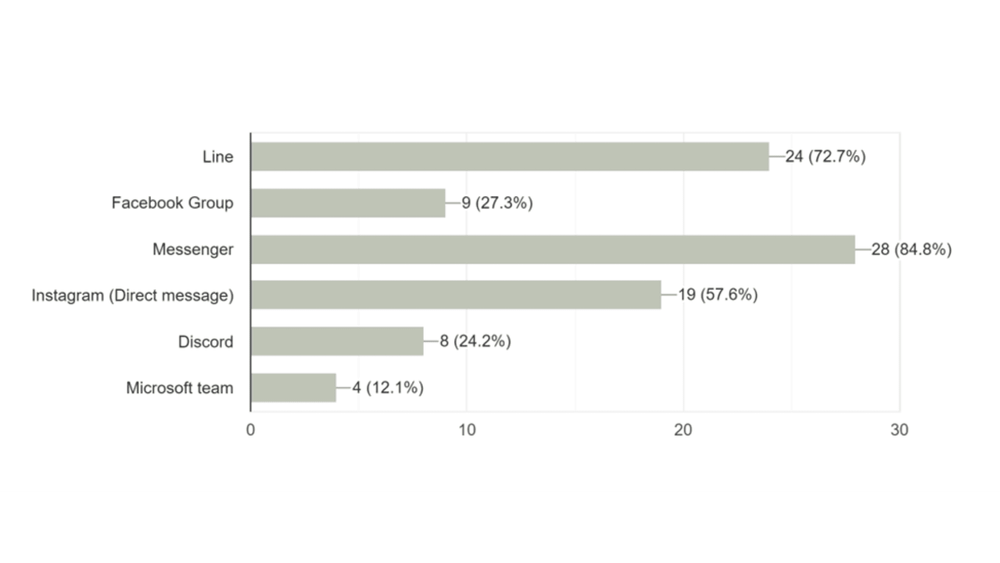 Line 24 (72.7%)
Facebook Group 9 (27.3%)
Messenger 28 (84.8%)
Instagram (Direct message) 19 (57.6%)
Discord 8 (24.2%)
Microsoft team 4 (12.1%)
0 10 20 30